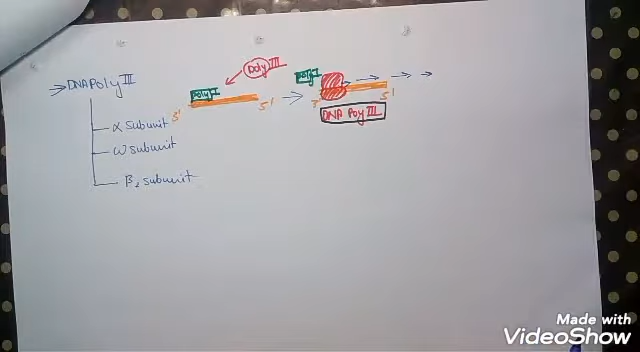 → DNA Poly III
α subunit
ω subunit
β₂ subunit
Poly III
Poly I
3'
5'
Poly I
3'
5'
DNA Poly III
Made with
VideoShow